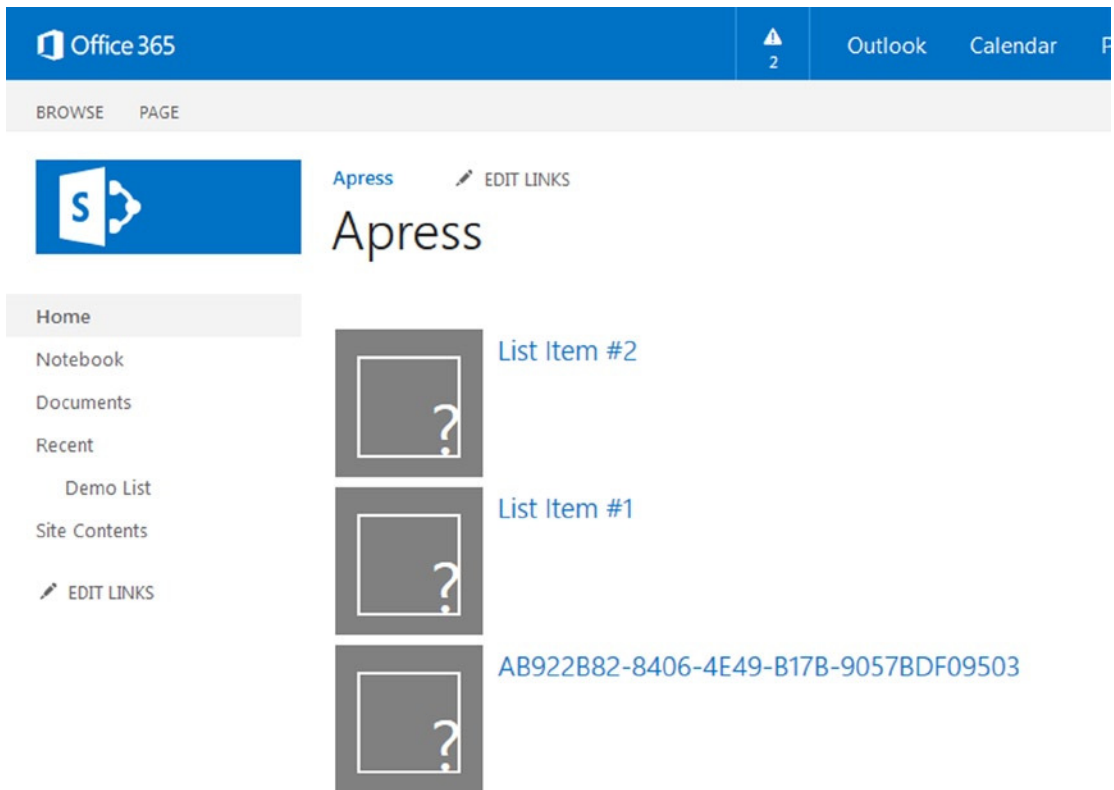 Office 365
2
Outlook
Calendar
P
BROWSE PAGE
S
Apress EDIT LINKS
Apress
Home
Notebook
Documents
Recent
Demo List
Site Contents
EDIT LINKS
?
List Item #2
?
List Item #1
?
AB922B82-8406-4E49-B17B-9057BDF09503